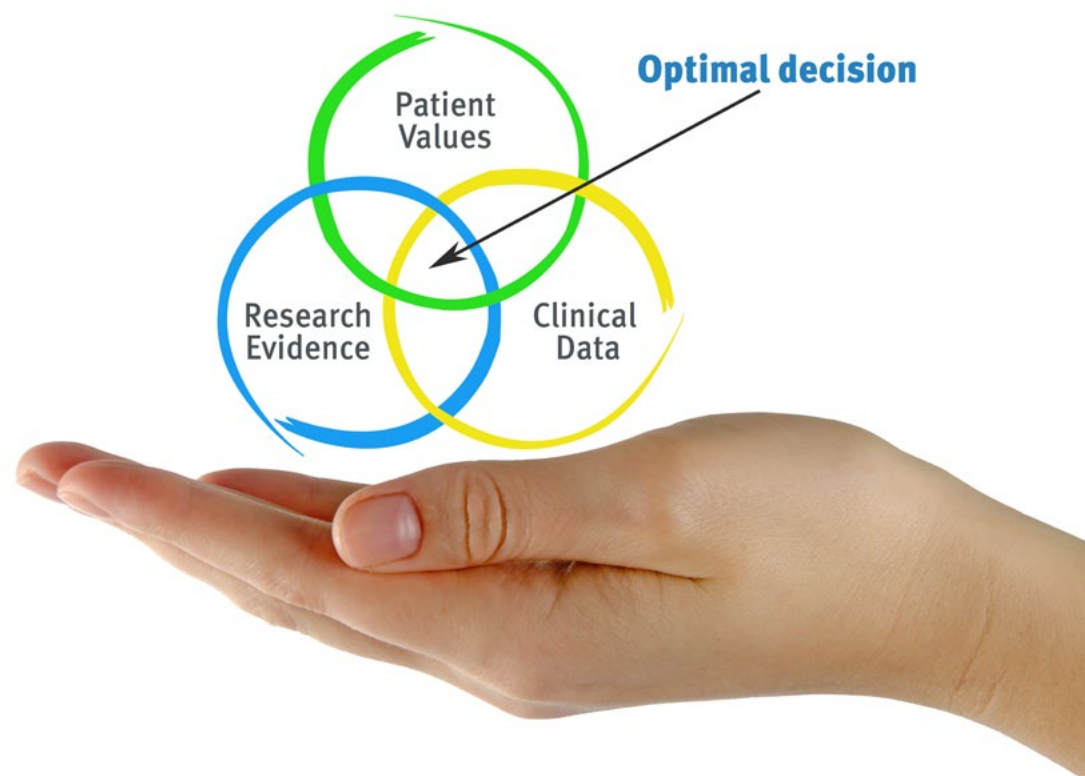 Optimal decision
Patient
Values
Research
Evidence
Clinical
Data